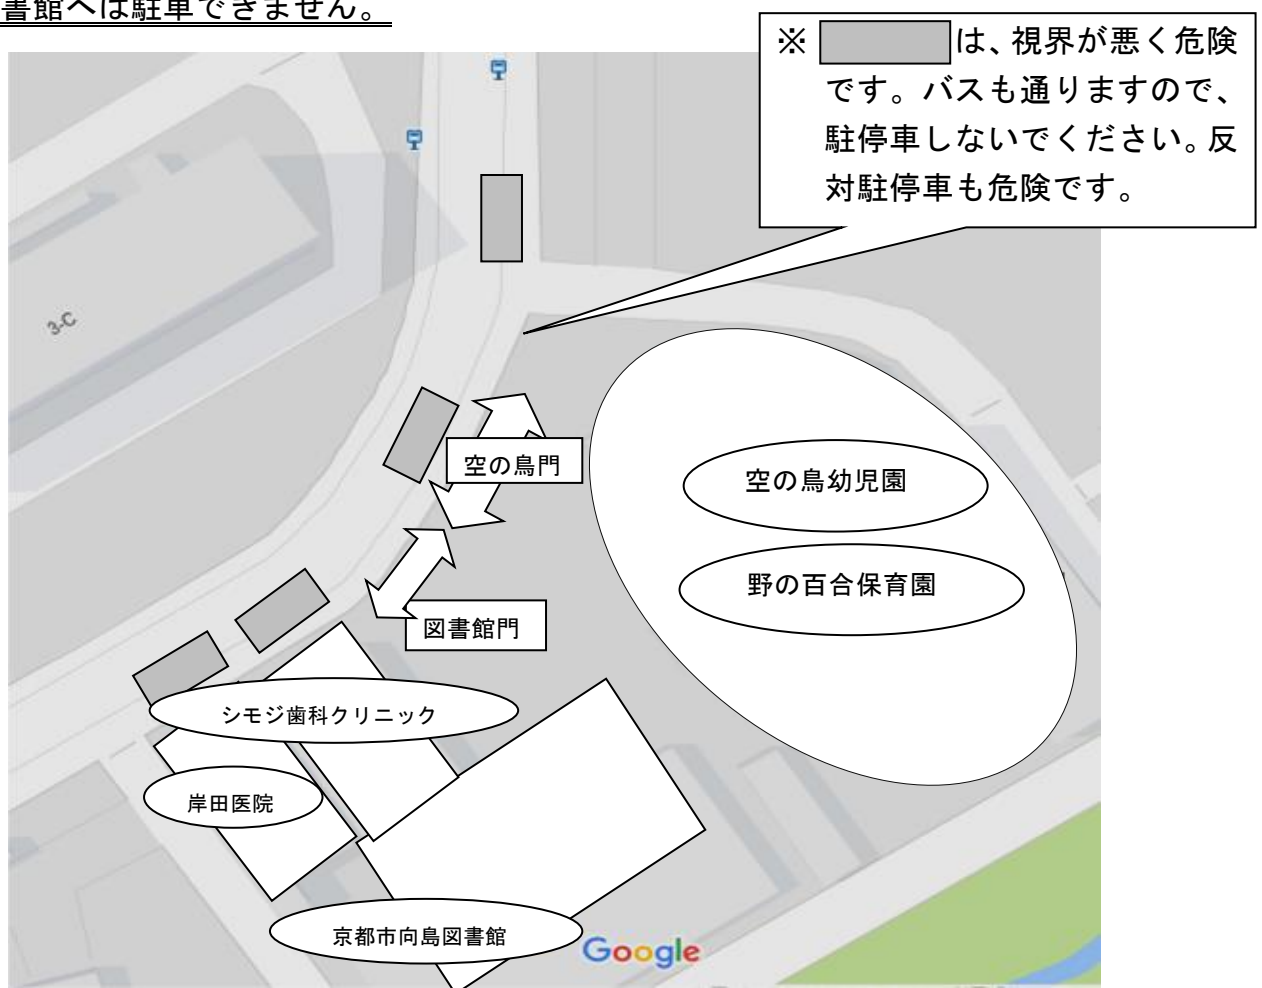 書館へは駐車できません。
※　　　は、視界が悪く危険
です。バスも通りますので、
駐停車しないでください。反
対駐停車も危険です。
3-C
空の鳥門
空の鳥幼児園
野の百合保育園
図書館門
シモジ歯科クリニック
岸田医院
京都市向島図書館
Google